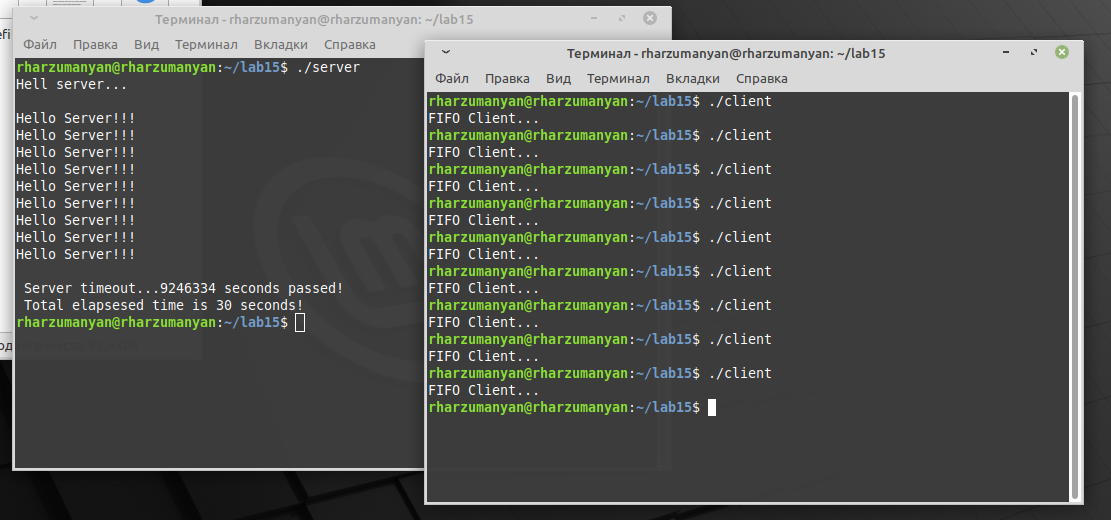 Терминал - rharzumanyan@rharzumanyan: ~/lab15
Файл Правка Вид Терминал Вкладки Справка
rharzumanyan@rharzumanyan:~/lab15$ ./server
Hell server...
Hello Server!!!
Hello Server!!!
Hello Server!!!
Hello Server!!!
Hello Server!!!
Hello Server!!!
Hello Server!!!
Hello Server!!!
Hello Server!!!
Server timeout...9246334 seconds passed!
Total elapsesed time is 30 seconds!
rharzumanyan@rharzumanyan:~/lab15$
Терминал - rharzumanyan@rharzumanyan: ~/lab15
Файл Правка Вид Терминал Вкладки Справка
rharzumanyan@rharzumanyan:~/lab15$ ./client
FIFO Client...
rharzumanyan@rharzumanyan:~/lab15$ ./client
FIFO Client...
rharzumanyan@rharzumanyan:~/lab15$ ./client
FIFO Client...
rharzumanyan@rharzumanyan:~/lab15$ ./client
FIFO Client...
rharzumanyan@rharzumanyan:~/lab15$ ./client
FIFO Client...
rharzumanyan@rharzumanyan:~/lab15$ ./client
FIFO Client...
rharzumanyan@rharzumanyan:~/lab15$ ./client
FIFO Client...
rharzumanyan@rharzumanyan:~/lab15$ ./client
FIFO Client...
rharzumanyan@rharzumanyan:~/lab15$ ./client
FIFO Client...
rharzumanyan@rharzumanyan:~/lab15$